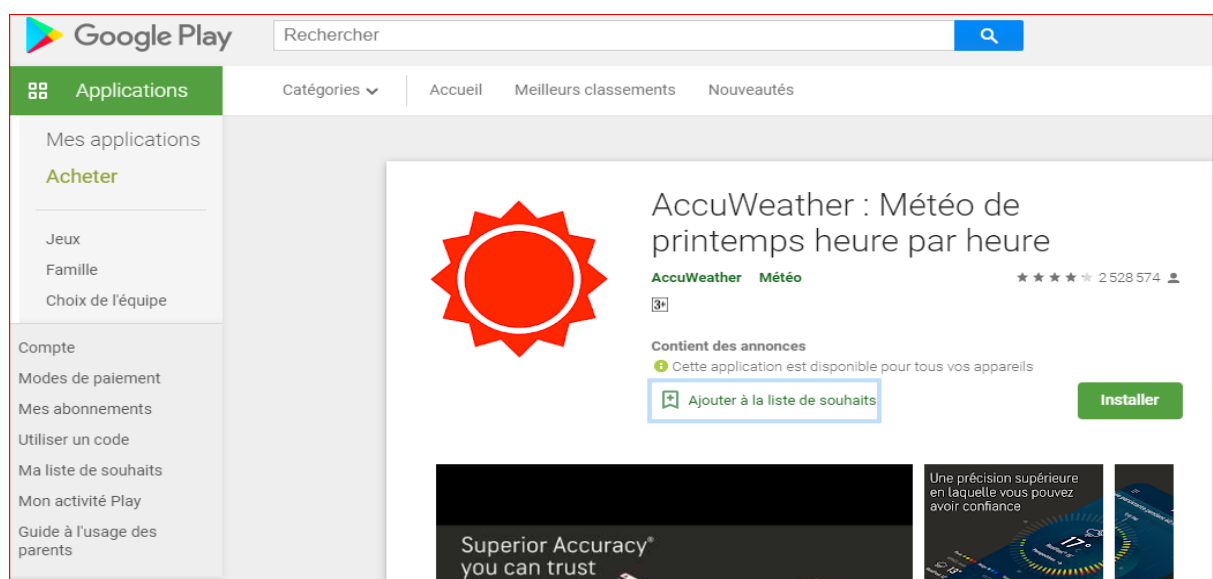 Google Play
Rechercher
Applications
Catégories
Accueil
Meilleurs classements
Nouveautés
Mes applications
Acheter
Jeux
Famille
Choix de l'équipe
Compte
Modes de paiement
Mes abonnements
Utiliser un code
Ma liste de souhaits
Mon activité Play
Guide à l'usage des
parents
AccuWeather : Météo de
printemps heure par heure
AccuWeather Météo
2 528 574
3+
Contient des annonces
Cette application est disponible pour tous vos appareils
Ajouter à la liste de souhaits
Installer
Superior Accuracy®
you can trust
Une précision supérieure
en laquelle vous pouvez
avoir confiance
17°